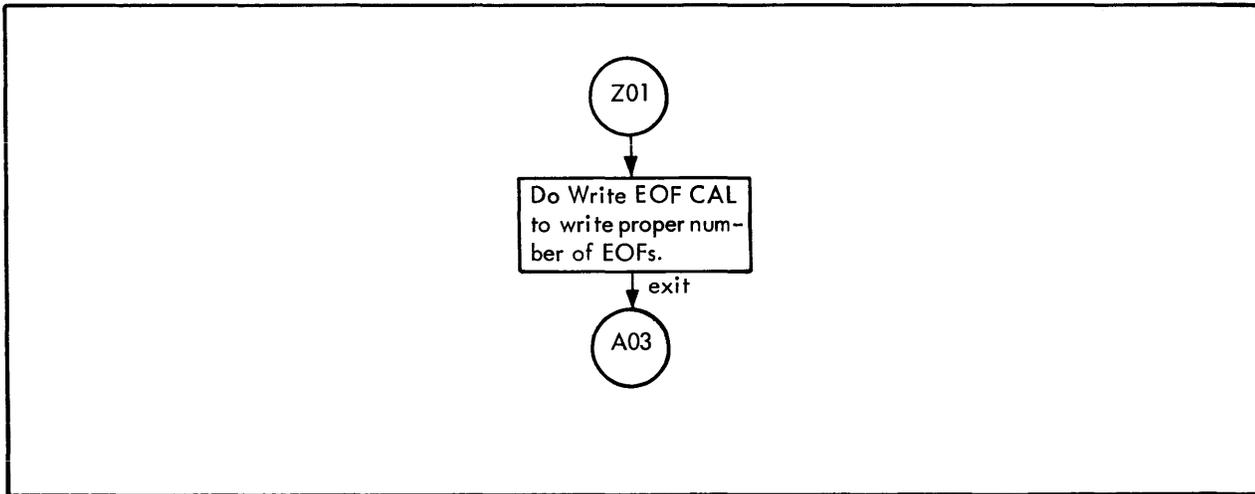 Z01
Do Write EOF CAL
to write proper num-
ber of EOFs.
exit
A03